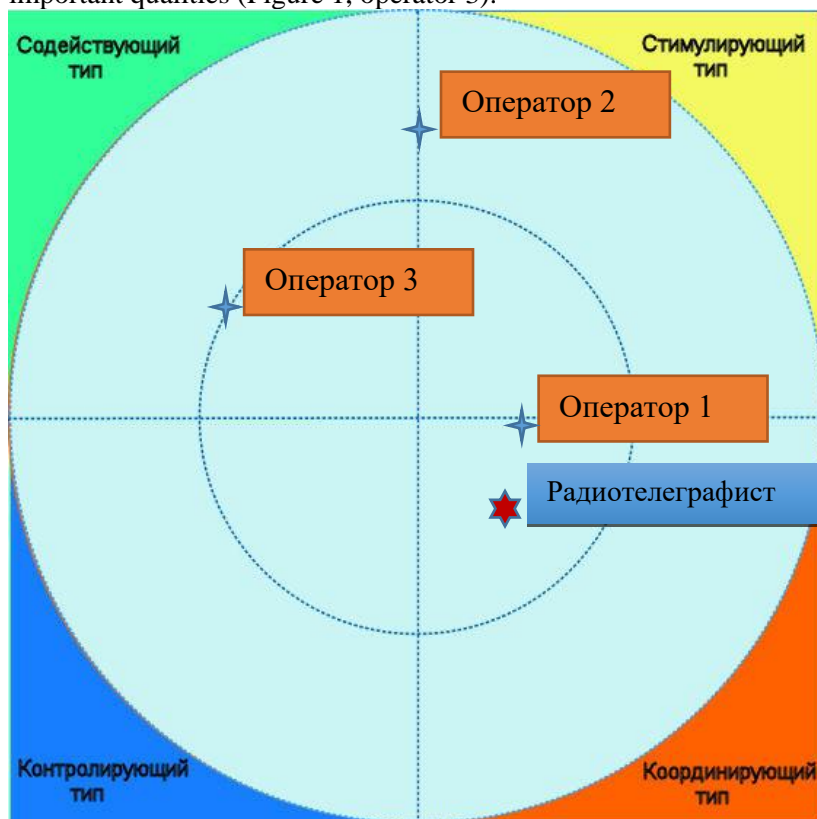 important qualities (Figure 1, operator 3).
Содействующий
тип
Стимулирующий
тип
Оператор 2
Оператор 3
Оператор 1
Радиотелеграфист
Контролирующий
тип
Координирующий
тип